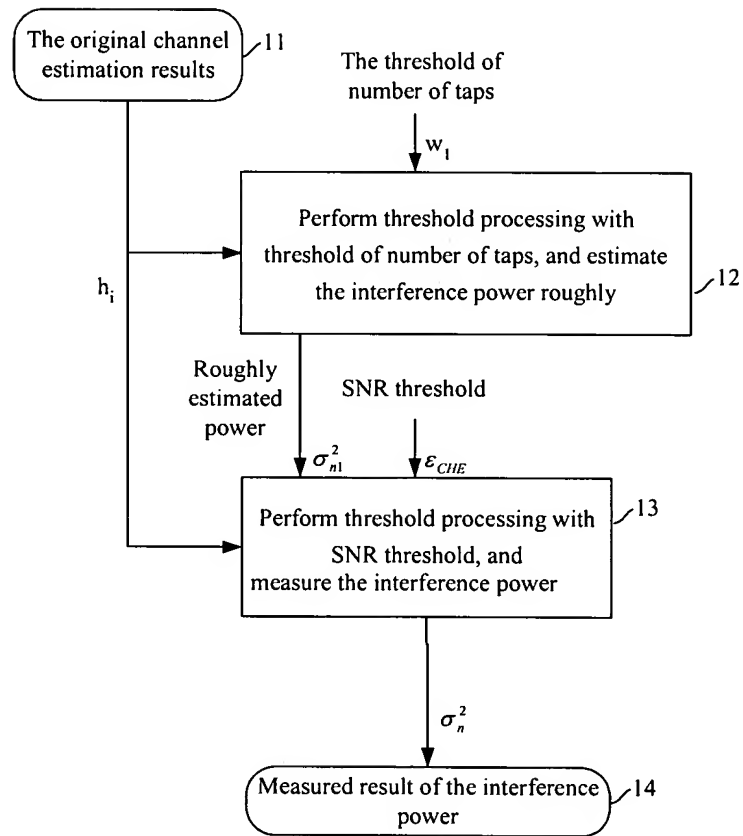 The original channel
estimation results
11
The threshold of
number of taps
w₁
Perform threshold processing with
threshold of number of taps, and estimate
the interference power roughly
12
hᵢ
Roughly
estimated
power
SNR threshold
σ²ₙ₁
ε_CHE
Perform threshold processing with
SNR threshold, and
measure the interference power
13
σ²ₙ
Measured result of the interference
power
14